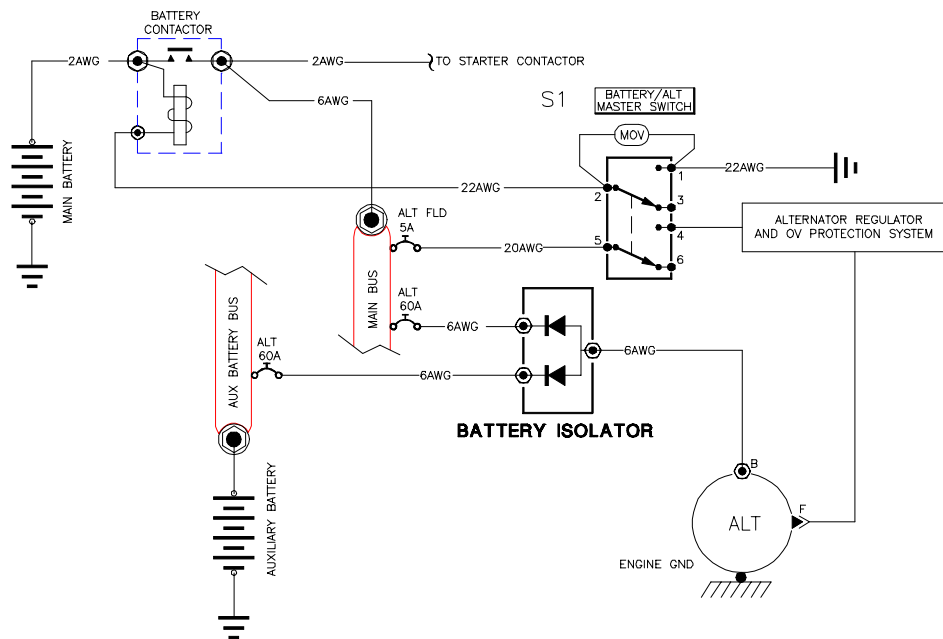 BATTERY
CONTACTOR
2AWG
2AWG
TO STARTER CONTACTOR
6AWG
S1
BATTERY/ALT
MASTER SWITCH
MOV
MAIN BATTERY
22AWG
2
1
22AWG
3
ALT FLD
5A
20AWG
5
4
6
ALTERNATOR REGULATOR
AND OV PROTECTION SYSTEM
MAIN BUS
ALT
60A
6AWG
6AWG
AUX BATTERY BUS
ALT
60A
6AWG
BATTERY ISOLATOR
B
ALT
F
AUXILIARY BATTERY
ENGINE GND